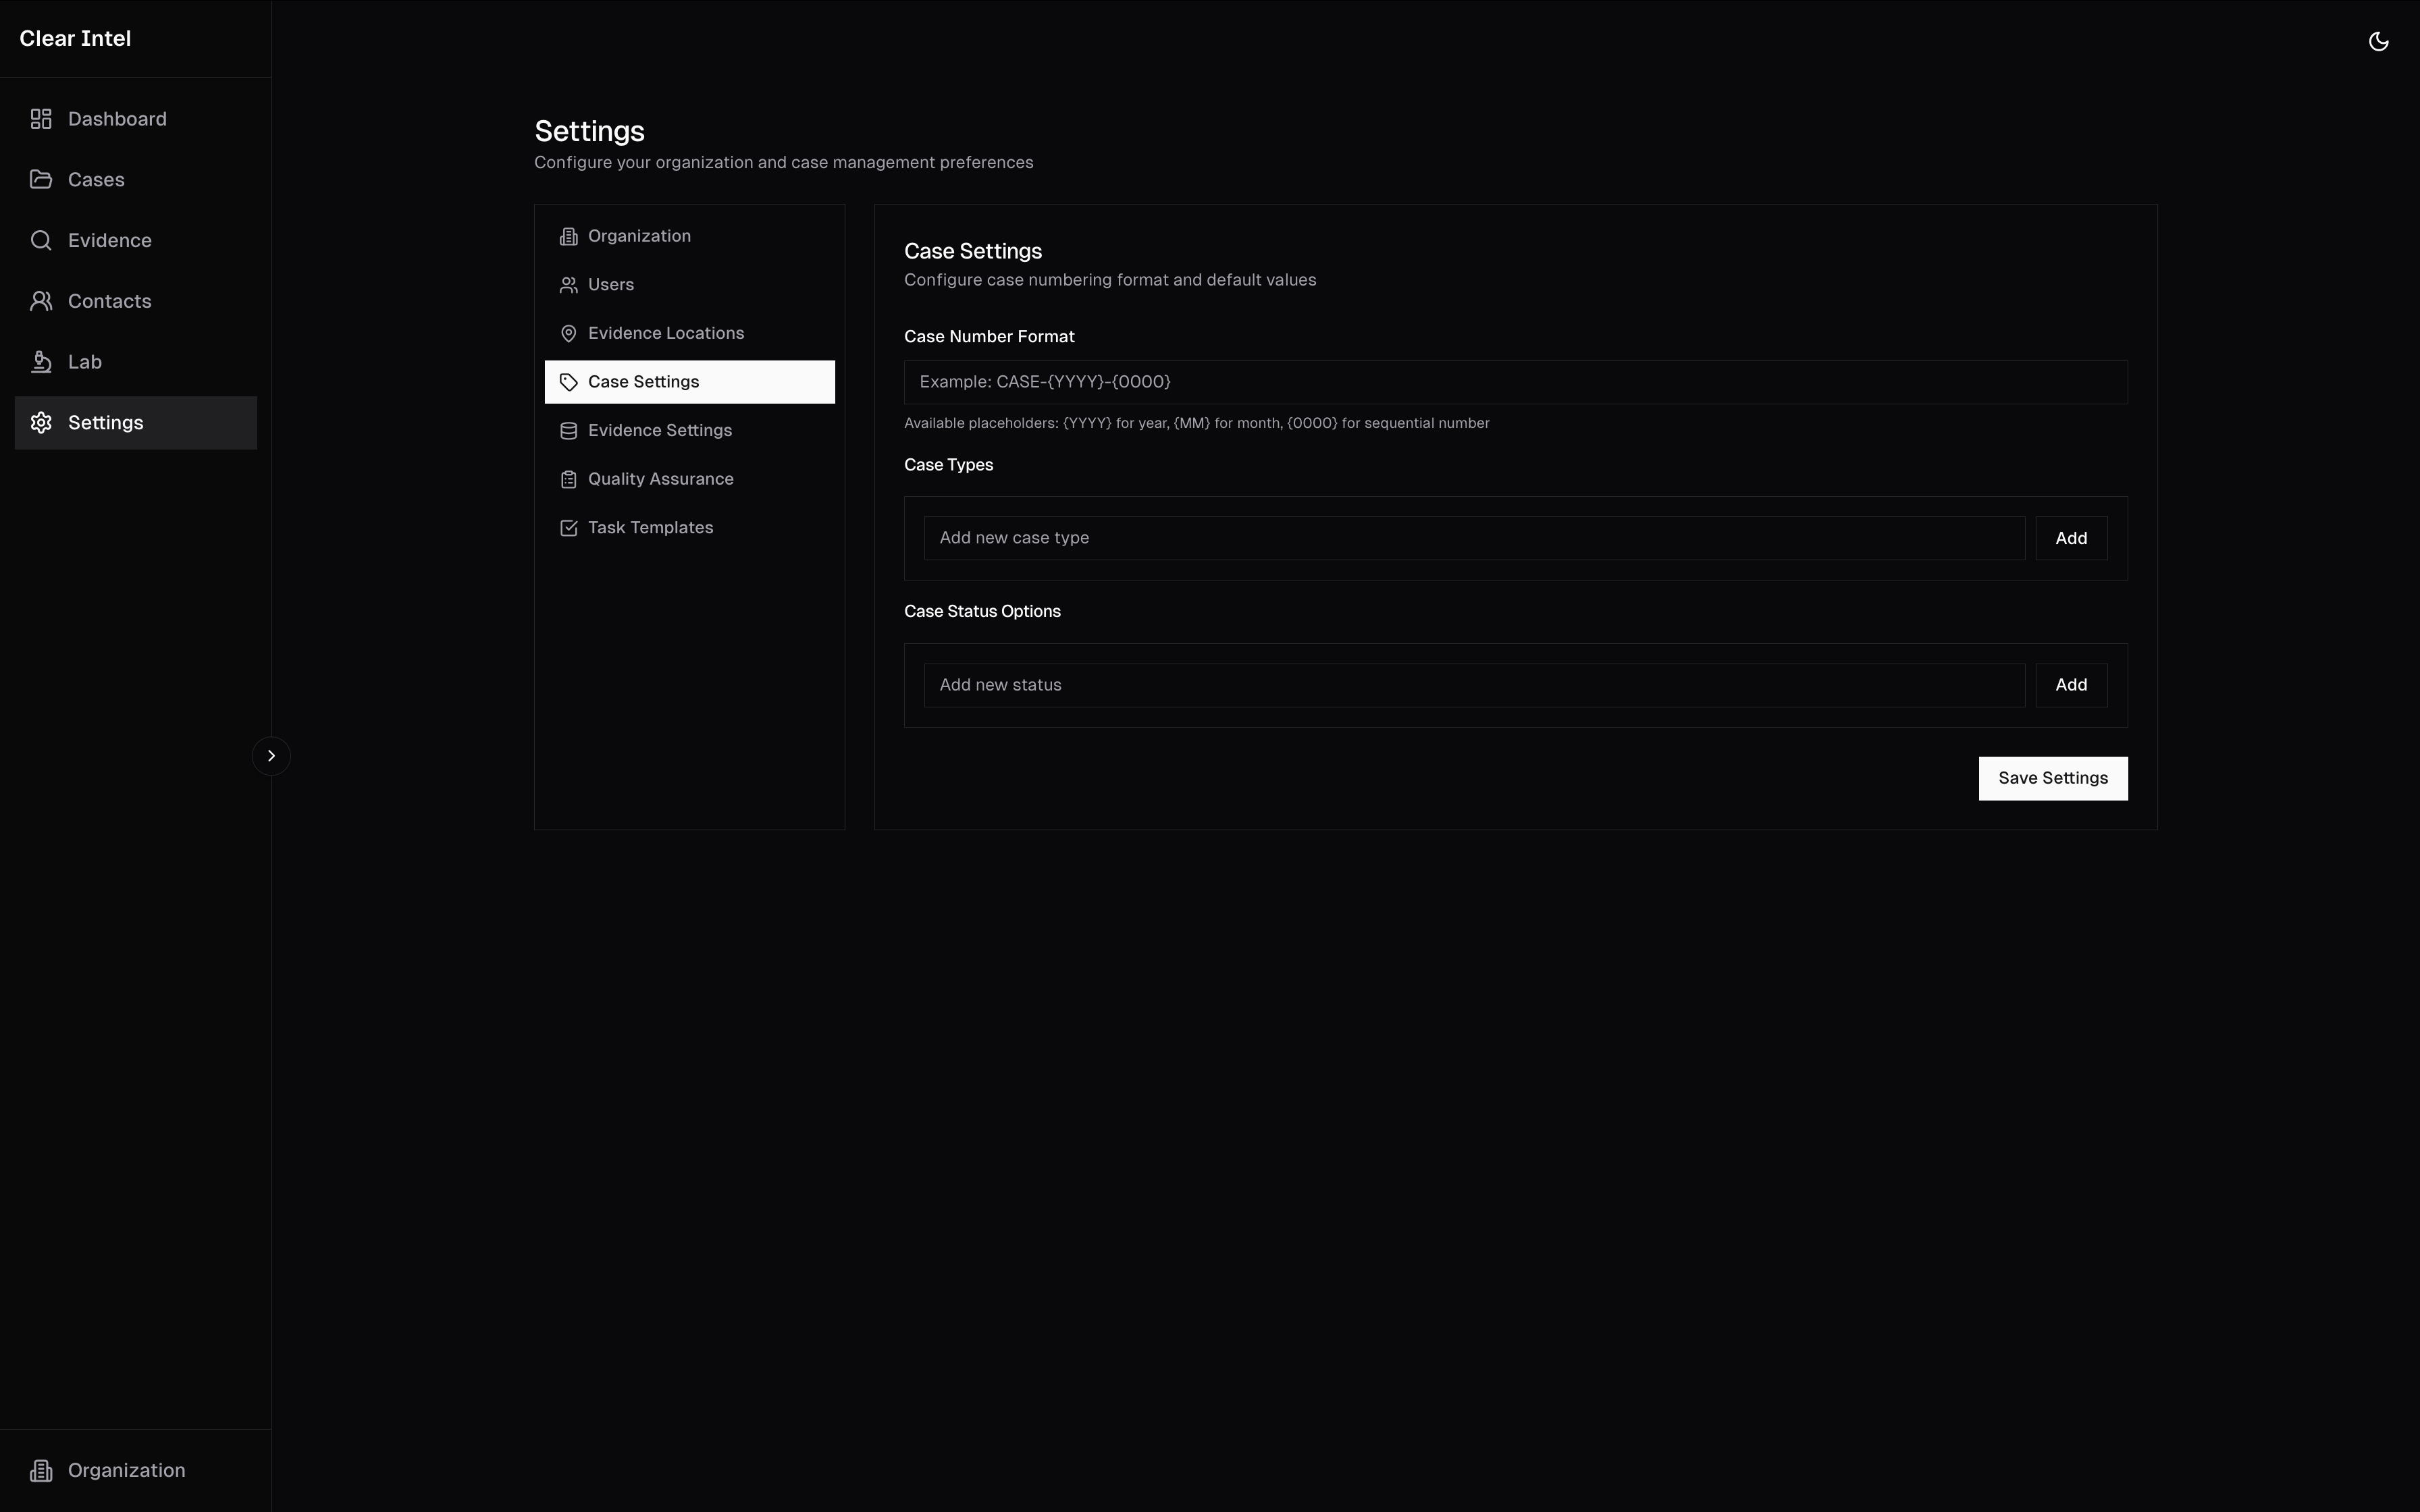 Clear Intel
Dashboard
Cases
Evidence
Contacts
Lab
Settings
Organization
Settings
Configure your organization and case management preferences
Organization
Users
Evidence Locations
Case Settings
Evidence Settings
Quality Assurance
Task Templates
Case Settings
Configure case numbering format and default values
Case Number Format
Example: CASE-{YYYY}-{0000}
Available placeholders: {YYYY} for year, {MM} for month, {0000} for sequential number
Case Types
Add new case type
Add
Case Status Options
Add new status
Add
Save Settings